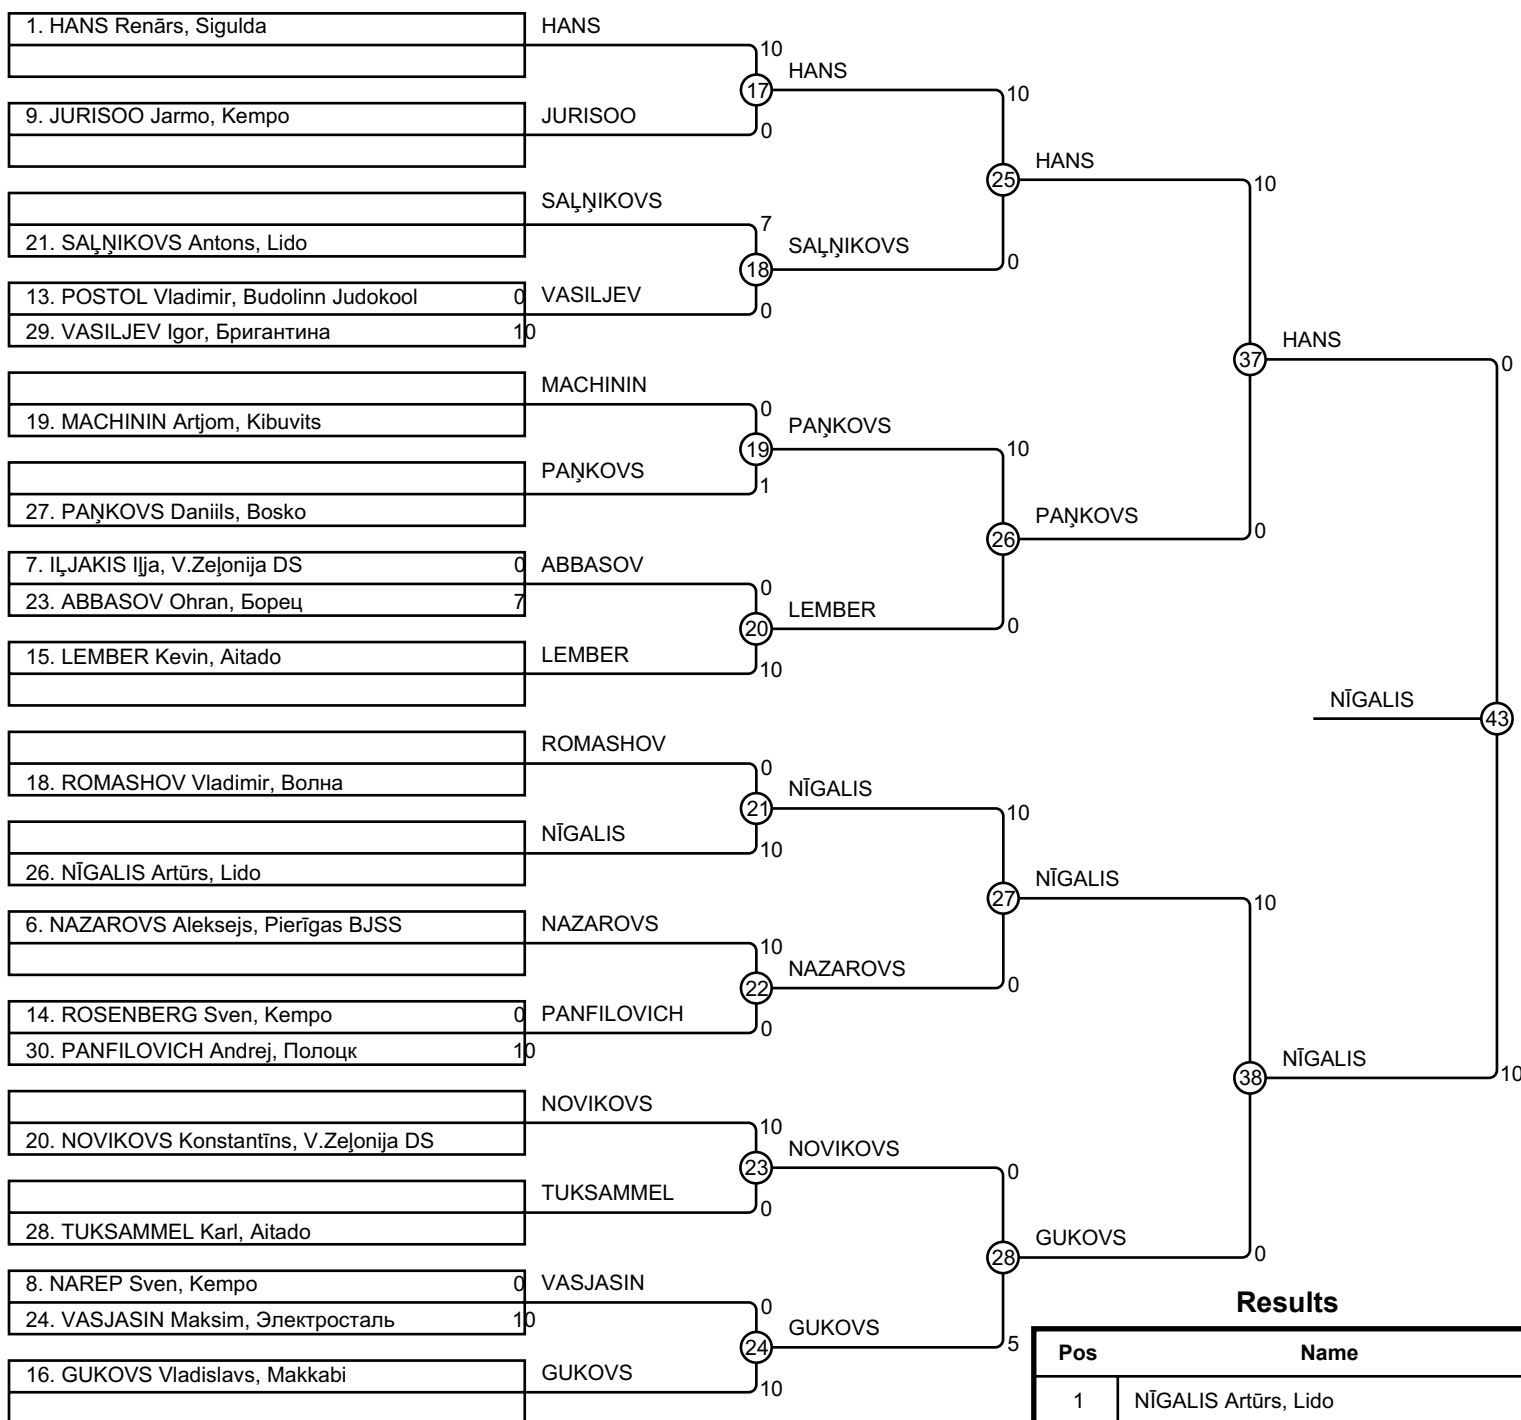 1. HANS Renārs, Sigulda
HANS
10
17
HANS
9. JURISOO Jarmo, Kempo
JURISOO
0
10
25
HANS
SAĻŅIKOVS
21. SAĻŅIKOVS Antons, Lido
7
18
SAĻŅIKOVS
0
10
13. POSTOL Vladimir, Budolinn Judokool 0
29. VASILJEV Igor, Бригантина 10
VASILJEV
0
37
HANS
0
MACHININ
19. MACHININ Artjom, Kibuvits
0
19
PAŅKOVS
10
PAŅKOVS
27. PAŅKOVS Daniils, Bosko
1
26
PAŅKOVS
0
7. IĻJAKIS Iļja, V.Zeļonija DS 0
23. ABBASOV Ohran, Борец 7
ABBASOV
0
20
LEMBER
0
15. LEMBER Kevin, Aitado
LEMBER
10
NĪGALIS
43
ROMASHOV
18. ROMASHOV Vladimir, Волна
0
21
NĪGALIS
10
NĪGALIS
26. NĪGALIS Artūrs, Lido
10
27
NĪGALIS
10
6. NAZAROVS Aleksejs, Pierīgas BJSS
NAZAROVS
10
22
NAZAROVS
0
14. ROSENBERG Sven, Kempo 0
30. PANFILOVICH Andrej, Полоцк 10
PANFILOVICH
0
38
NĪGALIS
10
NOVIKOVS
20. NOVIKOVS Konstantīns, V.Zeļonija DS
10
23
NOVIKOVS
0
TUKSAMMEL
28. TUKSAMMEL Karl, Aitado
0
28
GUKOVS
0
8. NAREP Sven, Kempo 0
24. VASJASIN Maksim, Электросталь 10
VASJASIN
0
24
GUKOVS
5
16. GUKOVS Vladislavs, Makkabi
GUKOVS
10
Results
Pos Name
1 NĪGALIS Artūrs, Lido